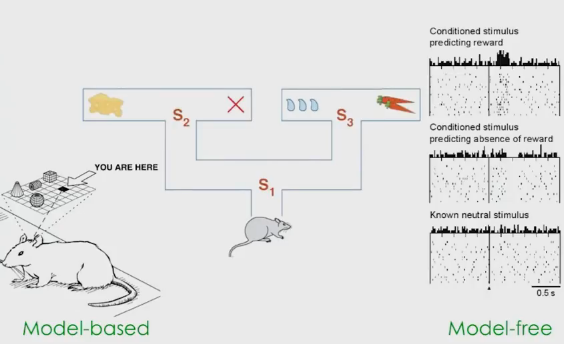 Conditioned stimulus
predicting reward
Conditioned stimulus
predicting absence of reward
Known neutral stimulus
0.5 s
S2
S3
S1
YOU ARE HERE
Model-based
Model-free